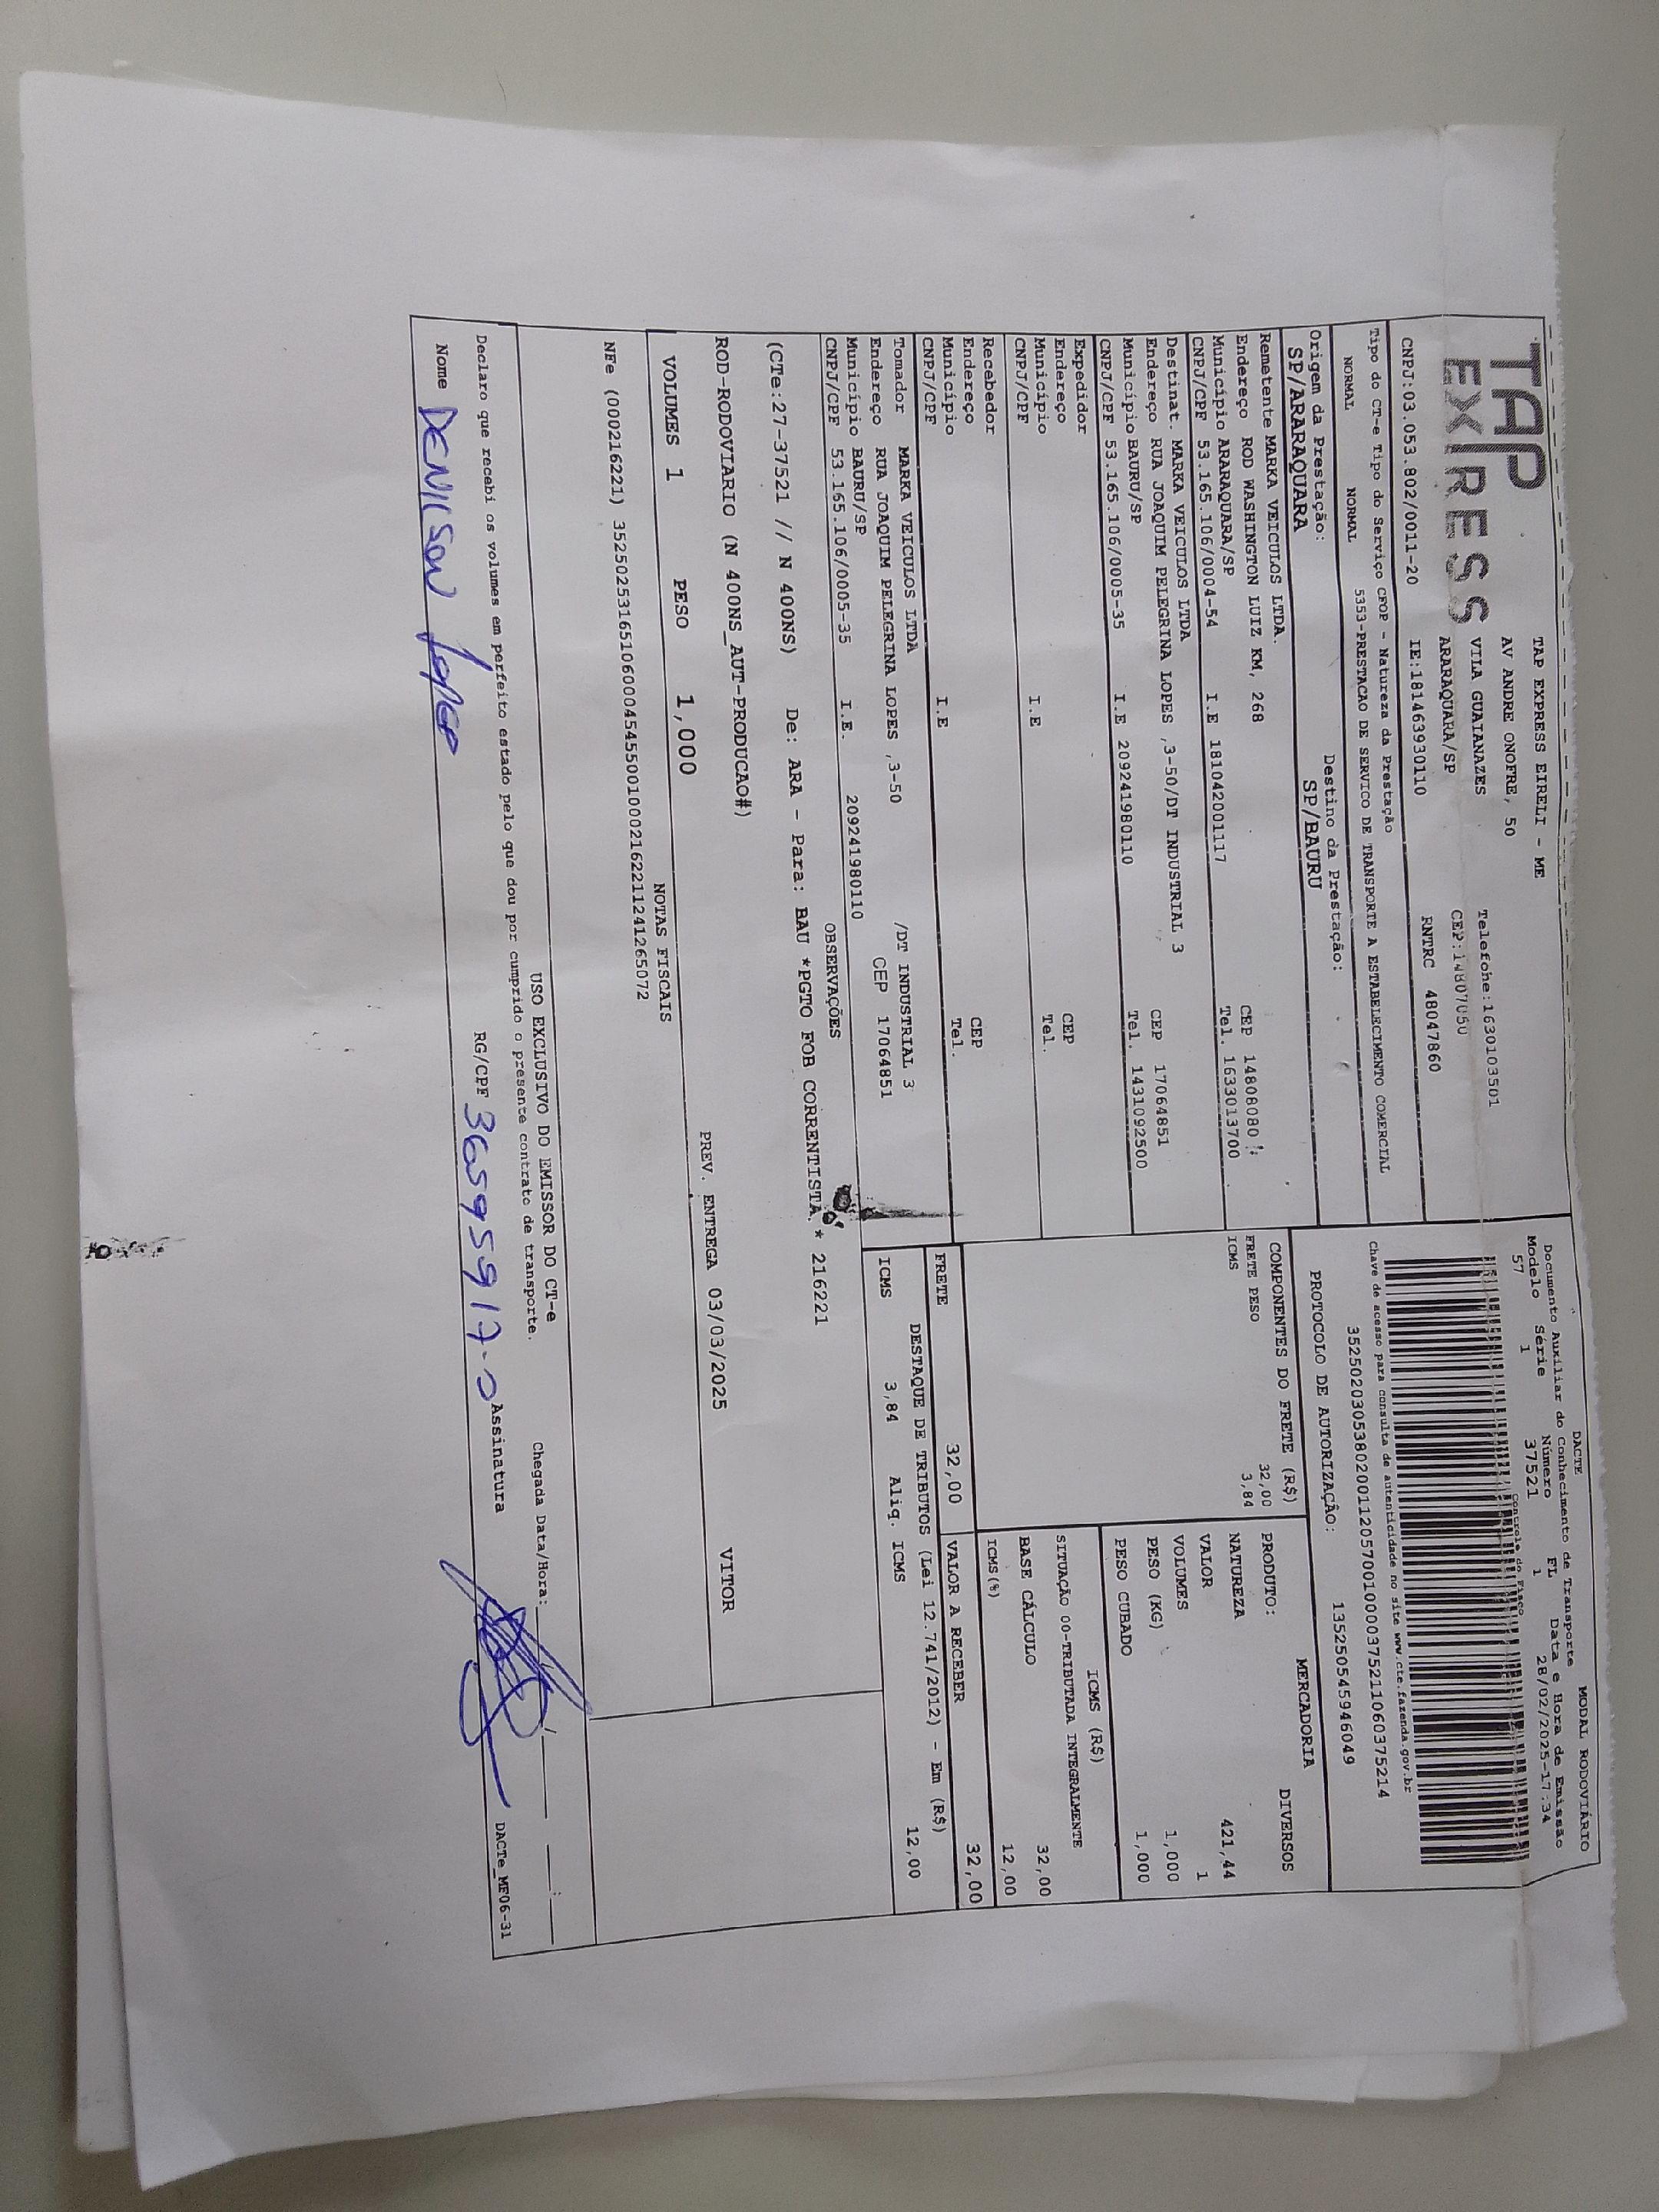 TAP EXPRESS
TAP EXPRESS EIRELI - ME
AV ANDRE ONOFRE, 50
VILA GUAIANAZES
ARARAQUARA/SP
Telefone:1630103501
CEP:14807050
CNPJ:03.053.802/0011-20 IE:181463930110 RNTRC 48047860
DACTE MODAL RODOVIÁRIO
Documento Auxiliar do Conhecimento de Transporte
Modelo Série Número FL Data e Hora de Emissão
57 1 37521 1 28/02/2025-17:34
Controle do Fisco
Chave de acesso para consulta de autenticidade no site www.cte.fazenda.gov.br
35250203053802001120570010000375211060375214
PROTOCOLO DE AUTORIZAÇÃO: 135250545946049
Tipo do CT-e Tipo do Serviço CFOP - Natureza da Prestação
NORMAL NORMAL 5353-PRESTACAO DE SERVICO DE TRANSPORTE A ESTABELECIMENTO COMERCIAL
Origem da Prestação: Destino da Prestação:
SP/ARARAQUARA SP/BAURU
Remetente MARKA VEICULOS LTDA.
Endereço ROD WASHINGTON LUIZ KM, 268 CEP 14808080
Município ARARAQUARA/SP Tel. 1633013700
CNPJ/CPF 53.165.106/0004-54 I.E 181042001117
Destinat. MARKA VEICULOS LTDA
Endereço RUA JOAQUIM PELEGRINA LOPES ,3-50/DT INDUSTRIAL 3 CEP 17064851
Município BAURU/SP Tel. 1431092500
CNPJ/CPF 53.165.106/0005-35 I.E 209241980110
Expedidor
Endereço CEP
Município Tel.
CNPJ/CPF I.E
Recebedor
Endereço CEP
Município Tel.
CNPJ/CPF I.E
Tomador MARKA VEICULOS LTDA
Endereço RUA JOAQUIM PELEGRINA LOPES ,3-50 /DT INDUSTRIAL 3
Município BAURU/SP CEP 17064851
CNPJ/CPF 53.165.106/0005-35 I.E. 209241980110
COMPONENTES DO FRETE (R$)
FRETE PESO 32,00
ICMS 3,84
MERCADORIA
PRODUTO: DIVERSOS
NATUREZA
VALOR 421,44
VOLUMES 1
PESO (KG) 1,000
PESO CUBADO 1,000
ICMS (R$)
SITUAÇÃO 00-TRIBUTADA INTEGRALMENTE
BASE CÁLCULO 32,00
ICMS(%) 12,00
FRETE 32,00 VALOR A RECEBER 32,00
DESTAQUE DE TRIBUTOS (Lei 12.741/2012) - Em (R$)
ICMS 3,84 Aliq. ICMS 12,00
OBSERVAÇÕES
(CTe:27-37521 // N 400NS) De: ARA - Para: BAU *PGTO FOB CORRENTISTA * 216221
ROD-RODOVIARIO (N 400NS_AUT-PRODUCAO#)
PREV. ENTREGA 03/03/2025 VITOR
VOLUMES 1 PESO 1,000
NOTAS FISCAIS
NFe (000216221) 35250253165106000454550010002162211241265072
USO EXCLUSIVO DO EMISSOR DO CT-e
Declaro que recebi os volumes em perfeito estado pelo que dou por cumprido o presente contrato de transporte.
Chegada Data/Hora: / :
Nome DENILSON Lopes RG/CPF 36595917-0 Assinatura
DACTe_MF06-31